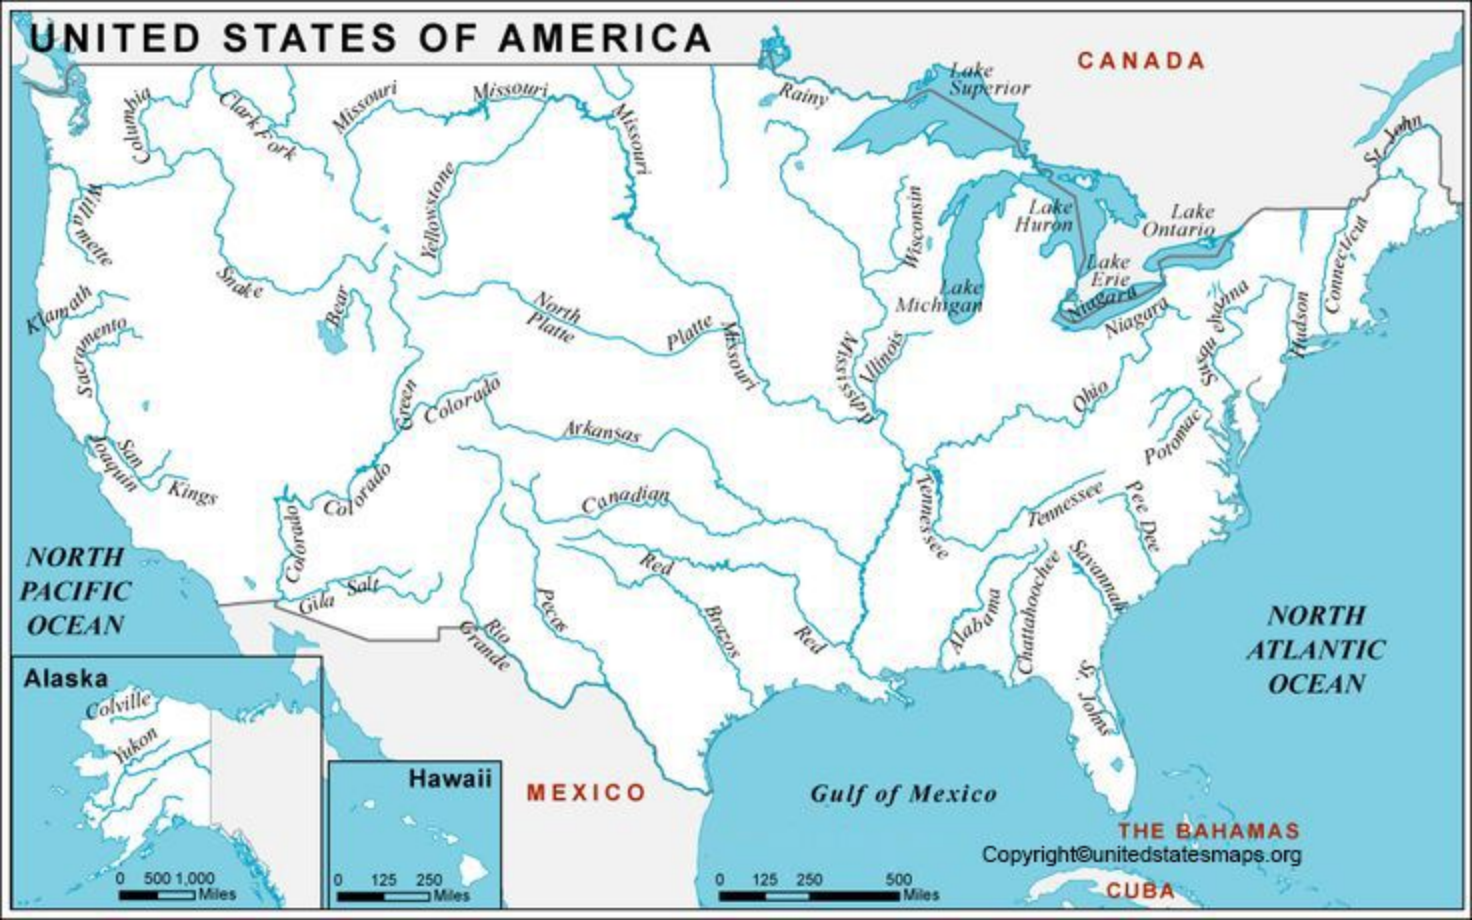 UNITED STATES OF AMERICA
CANADA
Lake
Superior
Rainy
Columbia
Clark Fork
Missouri
Missouri
Missouri
St. John
Willa
mette
Yellowstone
Wisconsin
Lake
Huron
Lake
Ontario
Connecticut
Snake
Bear
Klamath
Sacramento
North
Platte
Platte
Missouri
Mississippi
Illinois
Lake
Michigan
Lake
Erie
Niagara
Niagara
Susqu ehanna
Hudson
Green
Colorado
Arkansas
Ohio
Potomac
San
Joaquin
Kings
Colorado
Colorado
Canadian
Tennessee
Tennessee
Pee Dee
NORTH
PACIFIC
OCEAN
Gila
Salt
Rio
Grande
Pecos
Red
Brazos
Red
Alabama
Chattahoochee
Savannah
St. Johns
NORTH
ATLANTIC
OCEAN
Alaska
Colville
Yukon
0 500 1,000
Miles
Hawaii
0 125 250
Miles
MEXICO
Gulf of Mexico
THE BAHAMAS
Copyright©unitedstatesmaps.org
CUBA
0 125 250 500
Miles